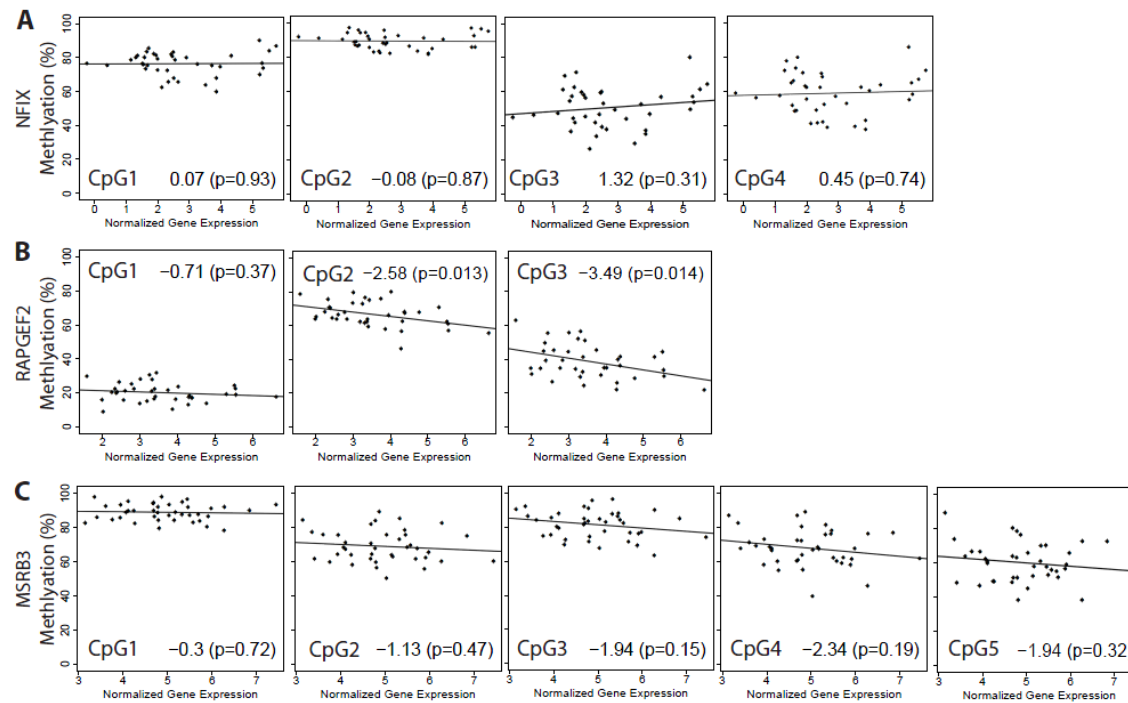 A
NFIX
Methlyation (%)
0 20 40 60 80 100
CpG1 0.07 (p=0.93)
CpG2 −0.08 (p=0.87)
CpG3 1.32 (p=0.31)
CpG4 0.45 (p=0.74)
0 1 2 3 4 5
0 1 2 3 4 5
0 1 2 3 4 5
0 1 2 3 4 5
Normalized Gene Expression
Normalized Gene Expression
Normalized Gene Expression
Normalized Gene Expression
B
RAPGEF2
Methlyation (%)
0 20 40 60 80 100
CpG1 −0.71 (p=0.37)
CpG2 −2.58 (p=0.013)
CpG3 −3.49 (p=0.014)
2 3 4 5 6
2 3 4 5 6
2 3 4 5 6
Normalized Gene Expression
Normalized Gene Expression
Normalized Gene Expression
C
MSRB3
Methlyation (%)
0 20 40 60 80 100
CpG1 −0.3 (p=0.72)
CpG2 −1.13 (p=0.47)
CpG3 −1.94 (p=0.15)
CpG4 −2.34 (p=0.19)
CpG5 −1.94 (p=0.32
3 4 5 6 7
3 4 5 6 7
3 4 5 6 7
3 4 5 6 7
3 4 5 6 7
Normalized Gene Expression
Normalized Gene Expression
Normalized Gene Expression
Normalized Gene Expression
Normalized Gene Expression